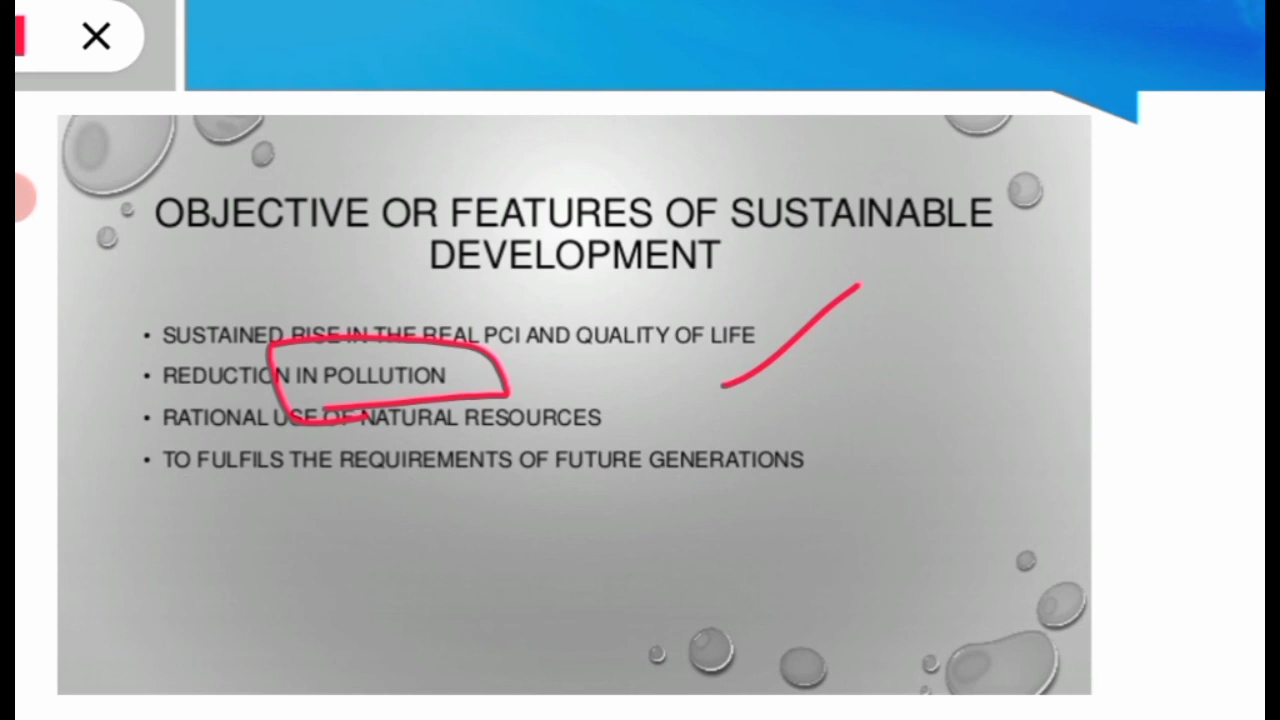 OBJECTIVE OR FEATURES OF SUSTAINABLE
DEVELOPMENT
• SUSTAINED RISE IN THE REAL PCI AND QUALITY OF LIFE
• REDUCTION IN POLLUTION
• RATIONAL USE OF NATURAL RESOURCES
• TO FULFILS THE REQUIREMENTS OF FUTURE GENERATIONS